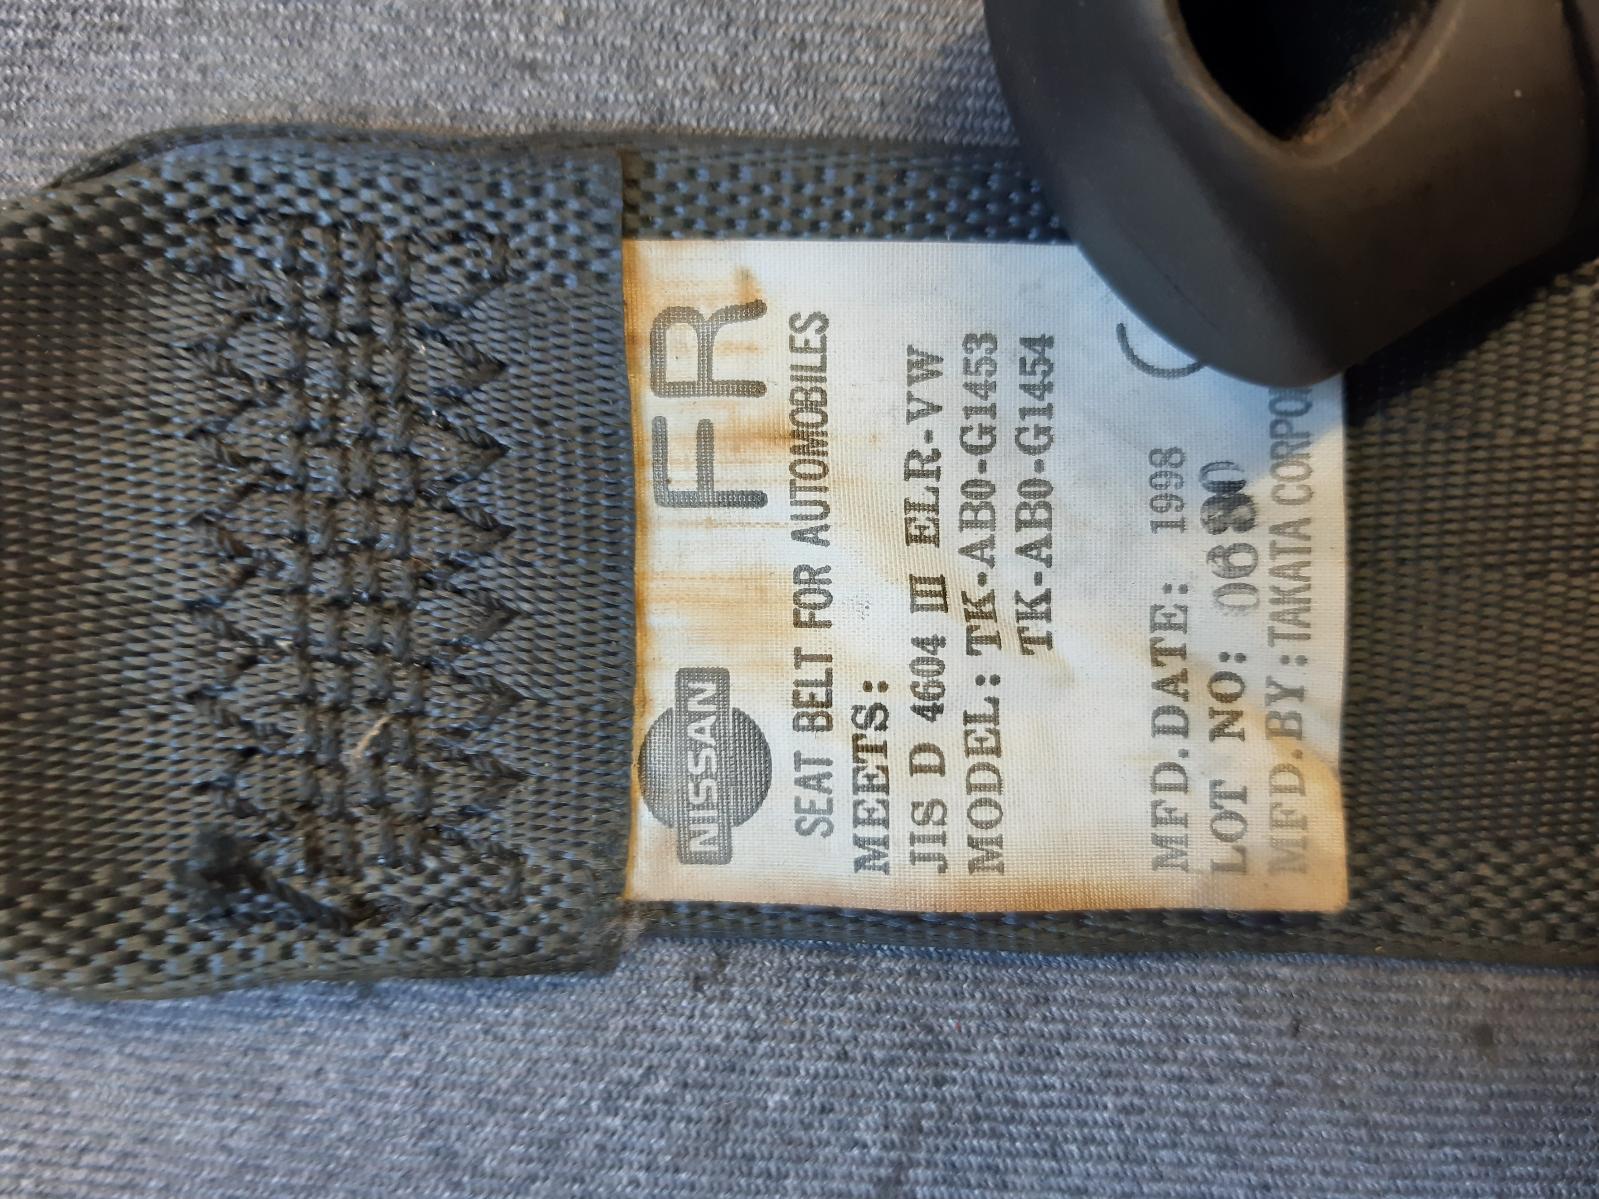 NISSAN FR
SEAT BELT FOR AUTOMOBILES
MEETS:
JIS D 4604 III ELR-VW
MODEL: TK-AB0-G1453
TK-AB0-G1454
MFD.DATE: 1998
LOT NO:
MFD.BY: TAKATA